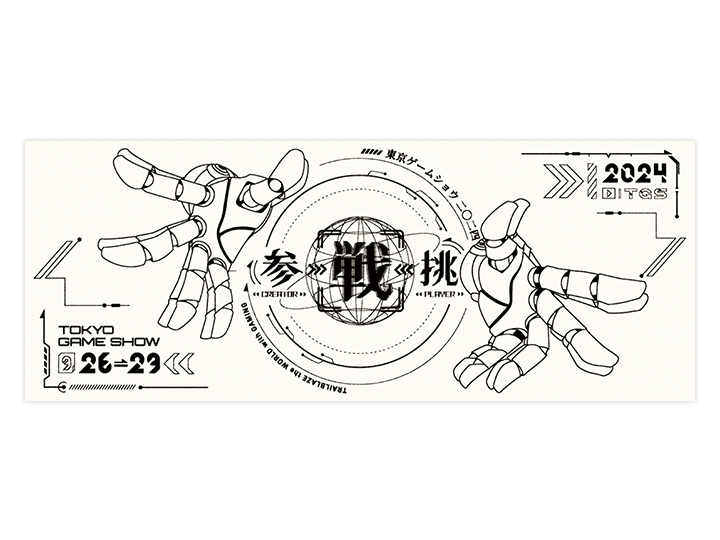 東京ゲームショウ二〇二四
2024
TGS
参 >>> 戦 <<< 挑
CREATOR
PLAYER
TOKYO
GAME SHOW
9 26–29
TRAILBLAZE the WORLD with GAMING